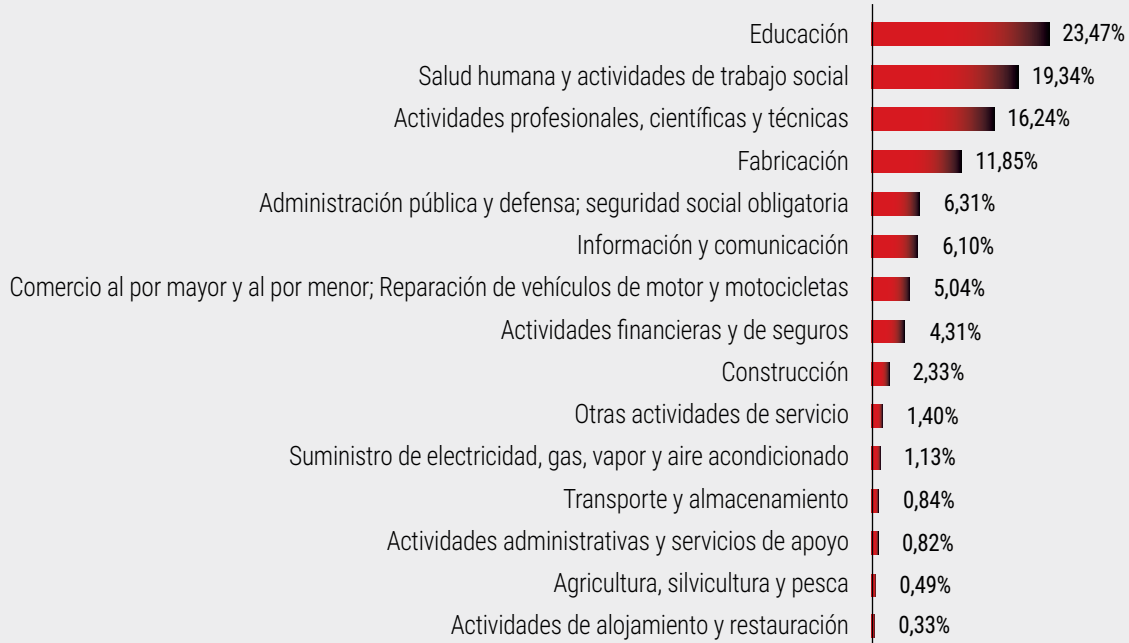 Educación 23,47%
Salud humana y actividades de trabajo social 19,34%
Actividades profesionales, científicas y técnicas 16,24%
Fabricación 11,85%
Administración pública y defensa; seguridad social obligatoria 6,31%
Información y comunicación 6,10%
Comercio al por mayor y al por menor; Reparación de vehículos de motor y motocicletas 5,04%
Actividades financieras y de seguros 4,31%
Construcción 2,33%
Otras actividades de servicio 1,40%
Suministro de electricidad, gas, vapor y aire acondicionado 1,13%
Transporte y almacenamiento 0,84%
Actividades administrativas y servicios de apoyo 0,82%
Agricultura, silvicultura y pesca 0,49%
Actividades de alojamiento y restauración 0,33%